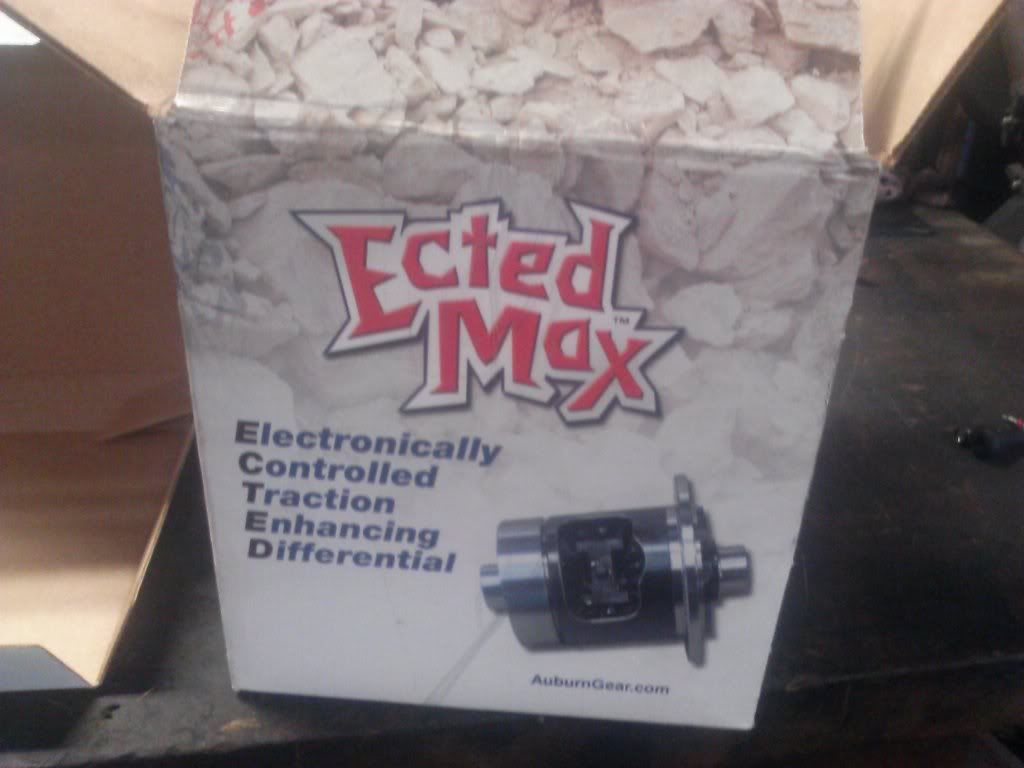 Ected
Max™
Electronically
Controlled
Traction
Enhancing
Differential
AuburnGear.com